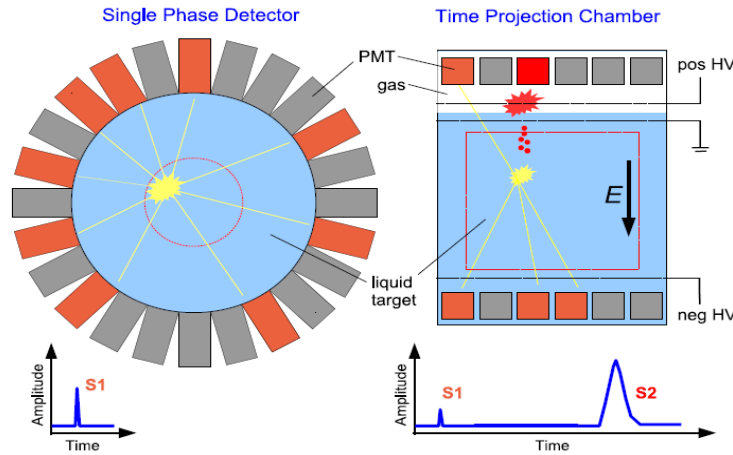 Single Phase Detector
Time Projection Chamber
PMT
gas
pos HV
E
liquid
target
neg HV
Amplitude
S1
Time
Amplitude
S1
S2
Time